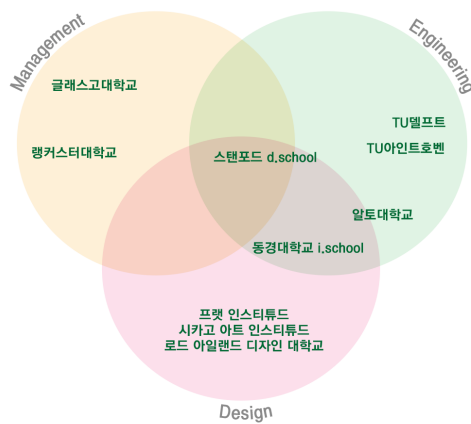 Management
Engineering
글래스고대학교
TU델프트
TU아인트호벤
랭커스터대학교
스탠포드 d.school
알토대학교
동경대학교 i.school
프랫 인스티튜드
시카고 아트 인스티튜드
로드 아일랜드 디자인 대학교
Design